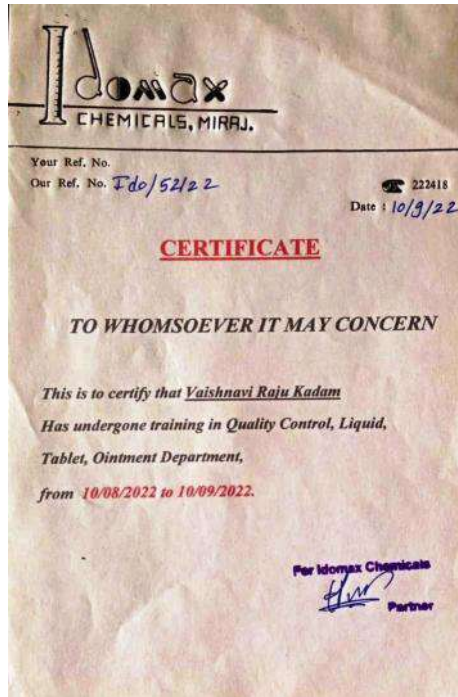 Idomax
CHEMICALS, MIRAJ.
Your Ref. No.
Our Ref. No. Ido/52/22
☎ 222418
Date : 10/9/22
CERTIFICATE
TO WHOMSOEVER IT MAY CONCERN
This is to certify that Vaishnavi Raju Kadam
Has undergone training in Quality Control, Liquid,
Tablet, Ointment Department,
from 10/08/2022 to 10/09/2022.
For Idomax Chemicals
Partner